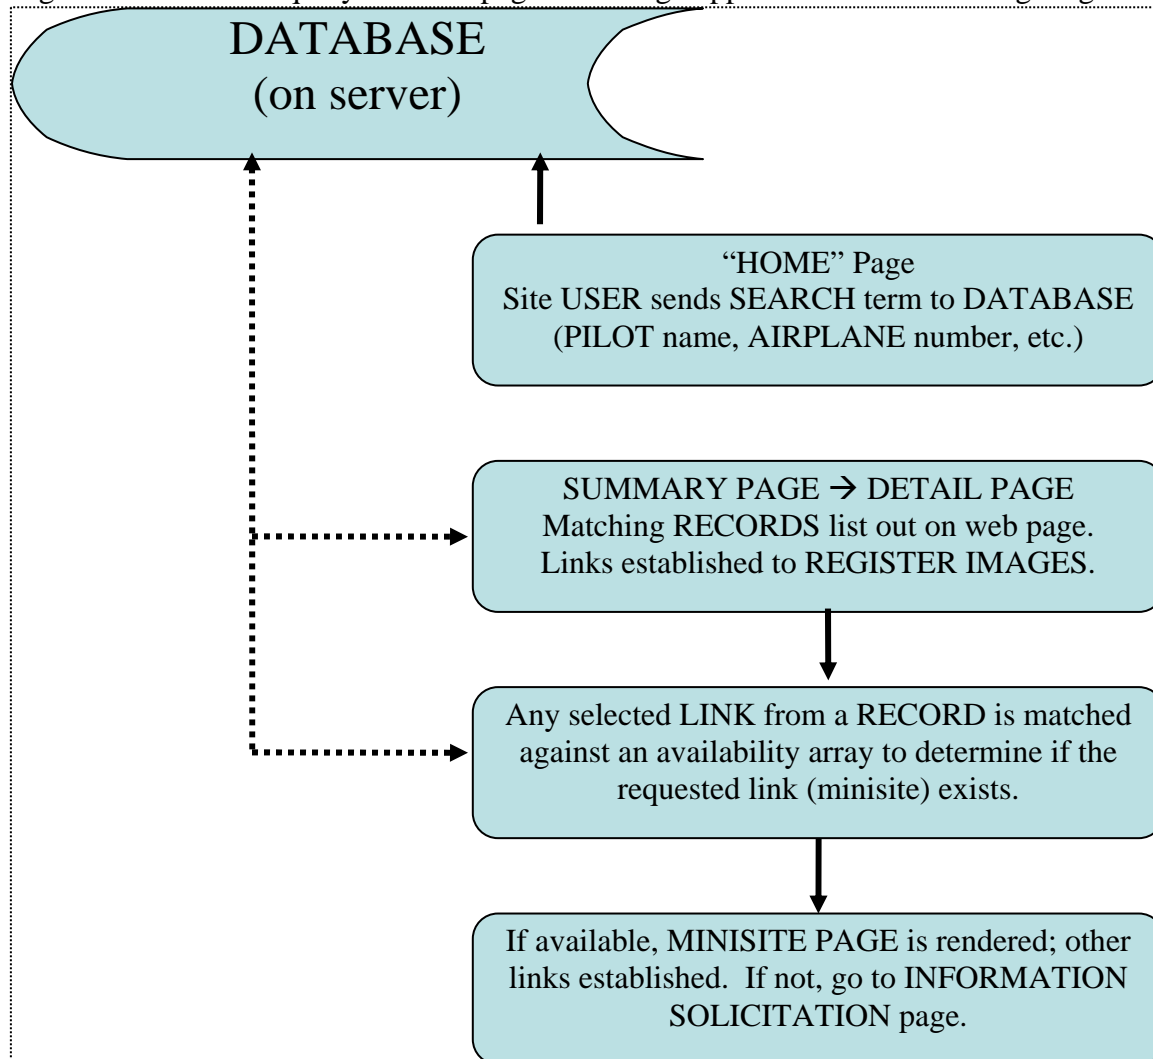 DATABASE
(on server)
“HOME” Page
Site USER sends SEARCH term to DATABASE
(PILOT name, AIRPLANE number, etc.)
SUMMARY PAGE → DETAIL PAGE
Matching RECORDS list out on web page.
Links established to REGISTER IMAGES.
Any selected LINK from a RECORD is matched
against an availability array to determine if the
requested link (minisite) exists.
If available, MINISITE PAGE is rendered; other
links established.  If not, go to INFORMATION
SOLICITATION page.